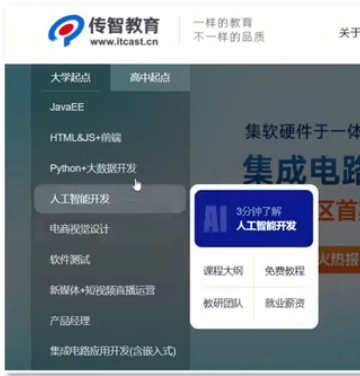 传智教育
www.itcast.cn
一样的教育
不一样的品质
关于
大学起点
高中起点
JavaEE
HTML&JS+前端
Python+大数据开发
人工智能开发
电商视觉设计
软件测试
新媒体+短视频直播运营
产品经理
集成电路应用开发(含嵌入式)
AI
3分钟了解
人工智能开发
课程大纲
免费教程
教研团队
就业薪资
集软硬件于一体
集成电路
区首
火热报